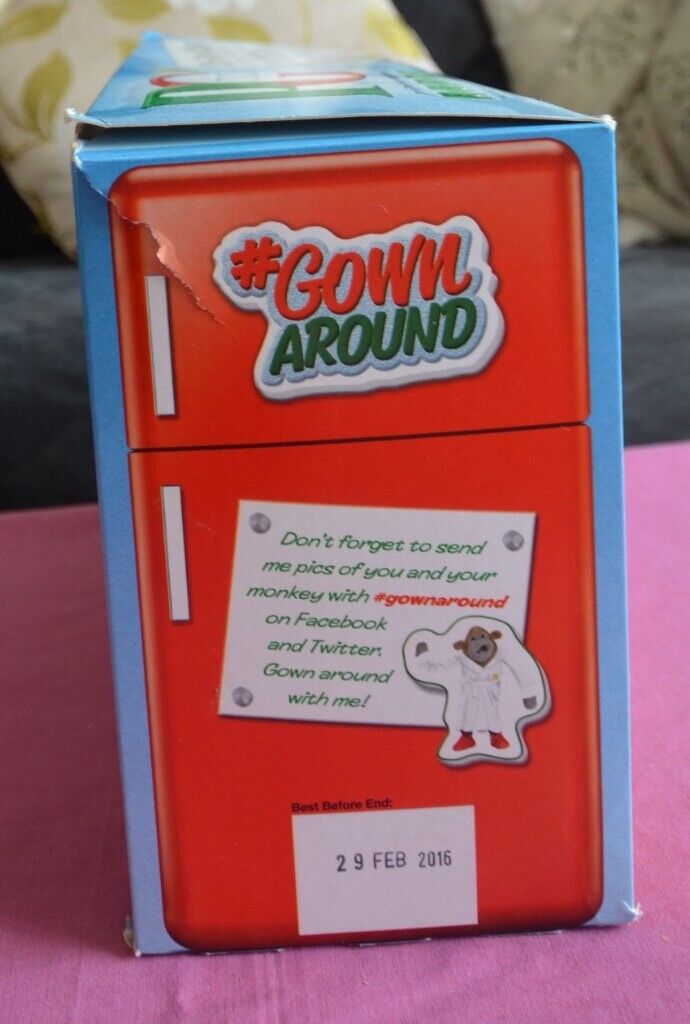 #GOWN
AROUND
Don't forget to send
me pics of you and your
monkey with #gownaround
on Facebook
and Twitter.
Gown around
with me!
Best Before End:
29 FEB 2016